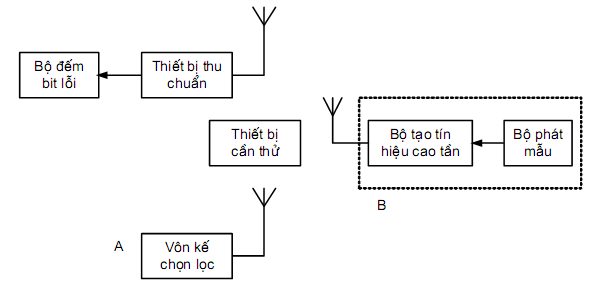 Bộ đếm
bit lỗi
Thiết bị thu
chuẩn
Thiết bị
cần thử
Bộ tạo tín
hiệu cao tần
Bộ phát
mẫu
B
A
Vôn kế
chọn lọc